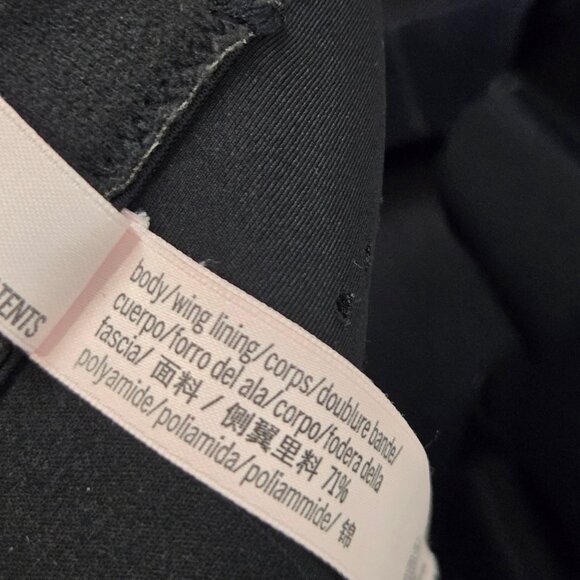 TENTS
body/wing lining/corps/doublure bande/
cuerpo/forro del ala/corpo/fodera della
fascia/ 面料 / 侧翼里料 71%
polyamide/poliamida/poliammide/ 锦